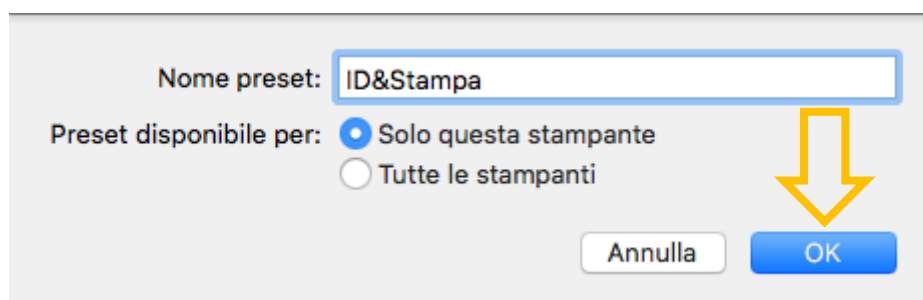 Nome preset: ID&Stampa
Preset disponibile per: Solo questa stampante
Tutte le stampanti
Annulla OK